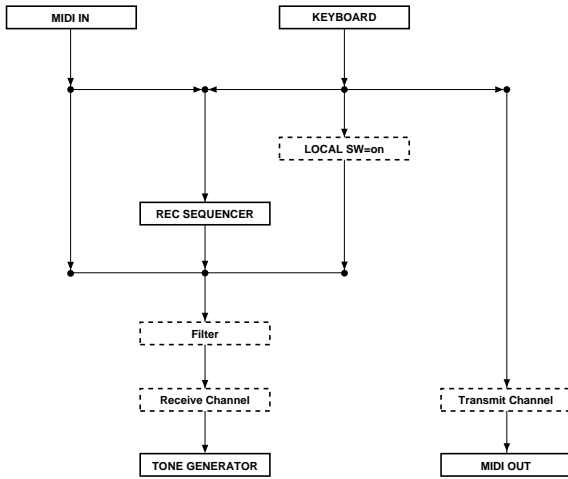 MIDI IN
KEYBOARD
LOCAL SW=on
REC SEQUENCER
Filter
Receive Channel
Transmit Channel
TONE GENERATOR
MIDI OUT